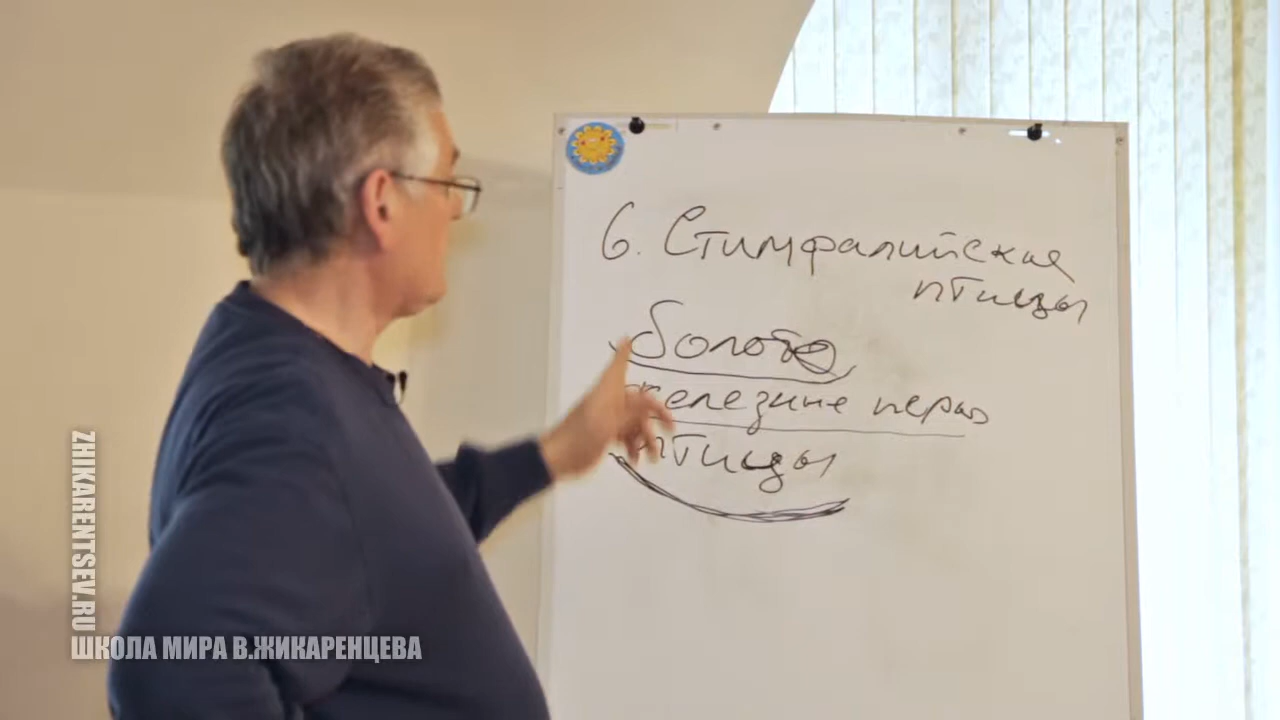 6. Стимфалийские
птицы
болото
железные перья
птицы
ZHIKARENTSEV.RU
ШКОЛА МИРА В.ЖИКАРЕНЦЕВА